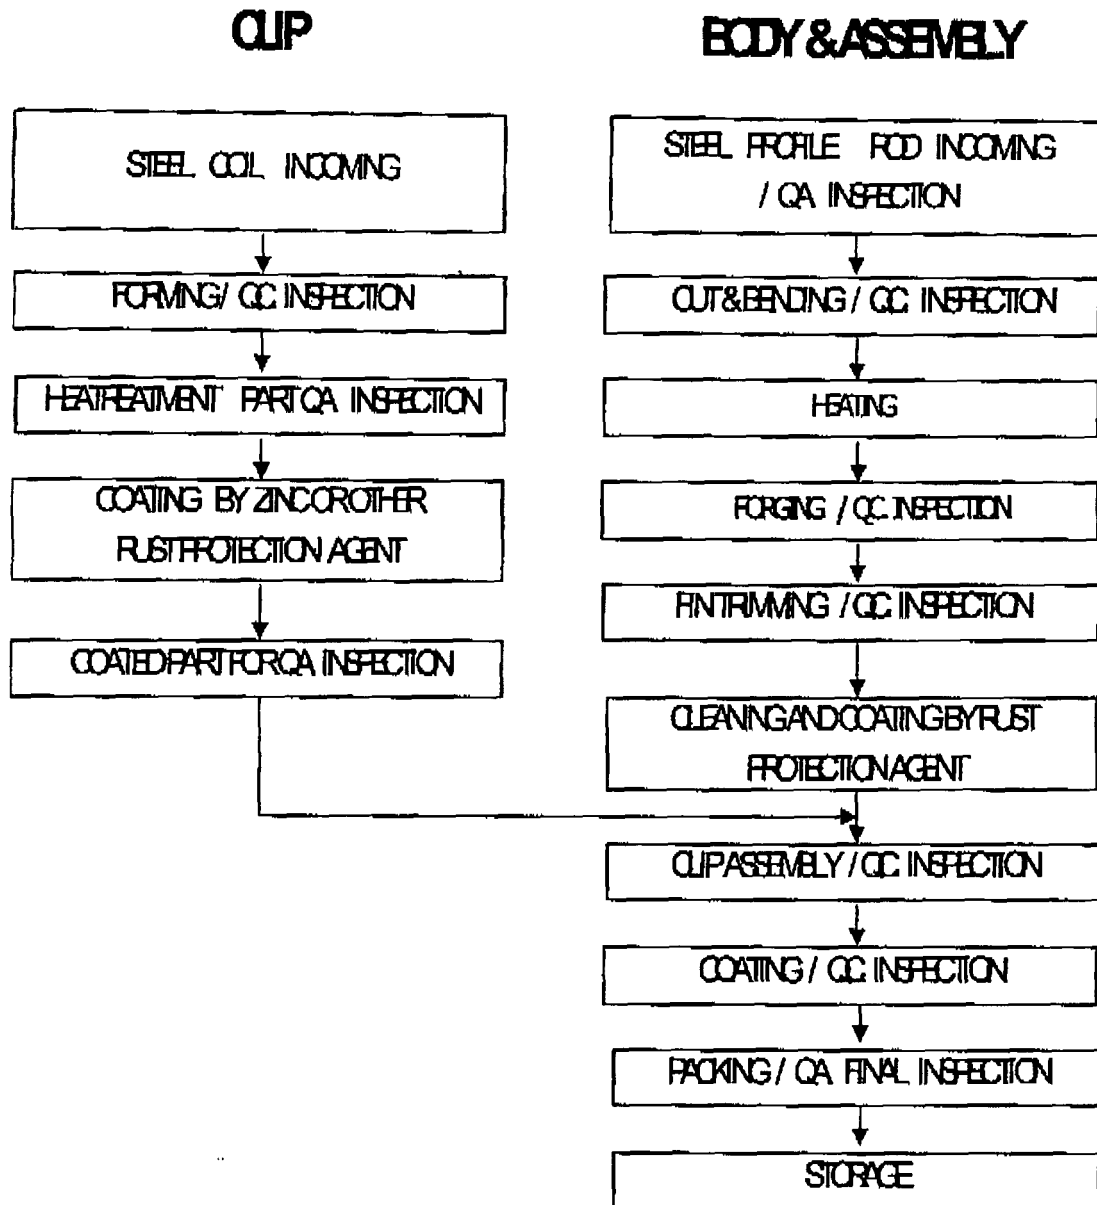 CLIP
STEEL COIL INCOMING
FORMING / QC. INSPECTION
HEATREATMENT PART QA INSPECTION
COATING BY ZINC OR OTHER
RUST PROTECTION AGENT
COATED PART FOR QA INSPECTION
BODY & ASSEMBLY
STEEL PROFILE ROD INCOMING
/ QA INSPECTION
CUT & BENDING / QC. INSPECTION
HEATING
FORGING / QC. INSPECTION
FIN TRIMMING / QC. INSPECTION
CLEANING AND COATING BY RUST
PROTECTION AGENT
CLIP ASSEMBLY / QC. INSPECTION
COATING / QC. INSPECTION
PACKING / QA FINAL INSPECTION
STORAGE